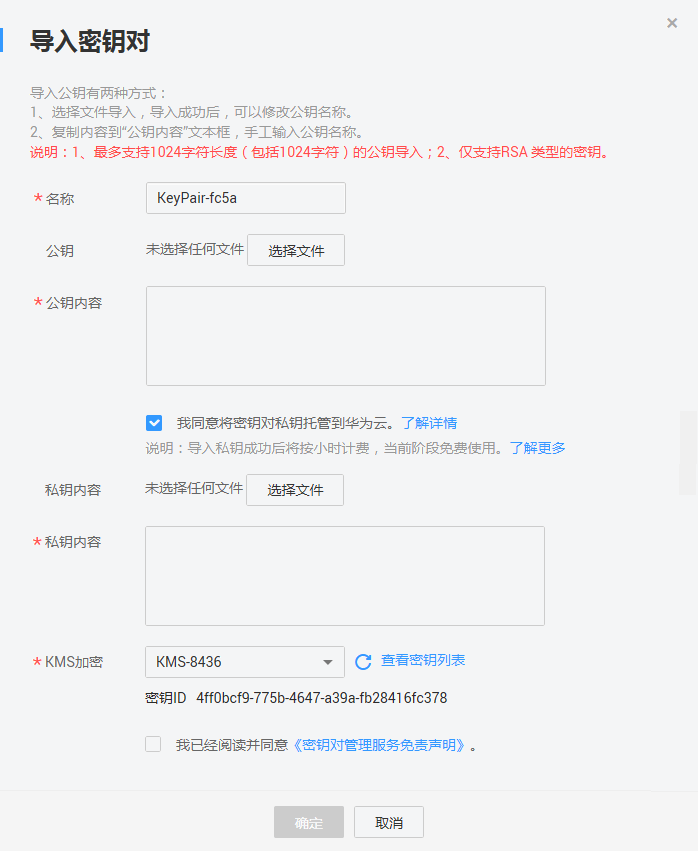 导入密钥对
导入公钥有两种方式：
1、选择文件导入，导入成功后，可以修改公钥名称。
2、复制内容到“公钥内容”文本框，手工输入公钥名称。
说明：1、最多支持1024字符长度（包括1024字符）的公钥导入；2、仅支持RSA 类型的密钥。
* 名称 KeyPair-fc5a
公钥 未选择任何文件 选择文件
* 公钥内容
我同意将密钥对私钥托管到华为云。了解详情
说明：导入私钥成功后将按小时计费，当前阶段免费使用。了解更多
私钥内容 未选择任何文件 选择文件
* 私钥内容
* KMS加密 KMS-8436 查看密钥列表
密钥ID 4ff0bcf9-775b-4647-a39a-fb28416fc378
我已经阅读并同意《密钥对管理服务免责声明》。
确定 取消